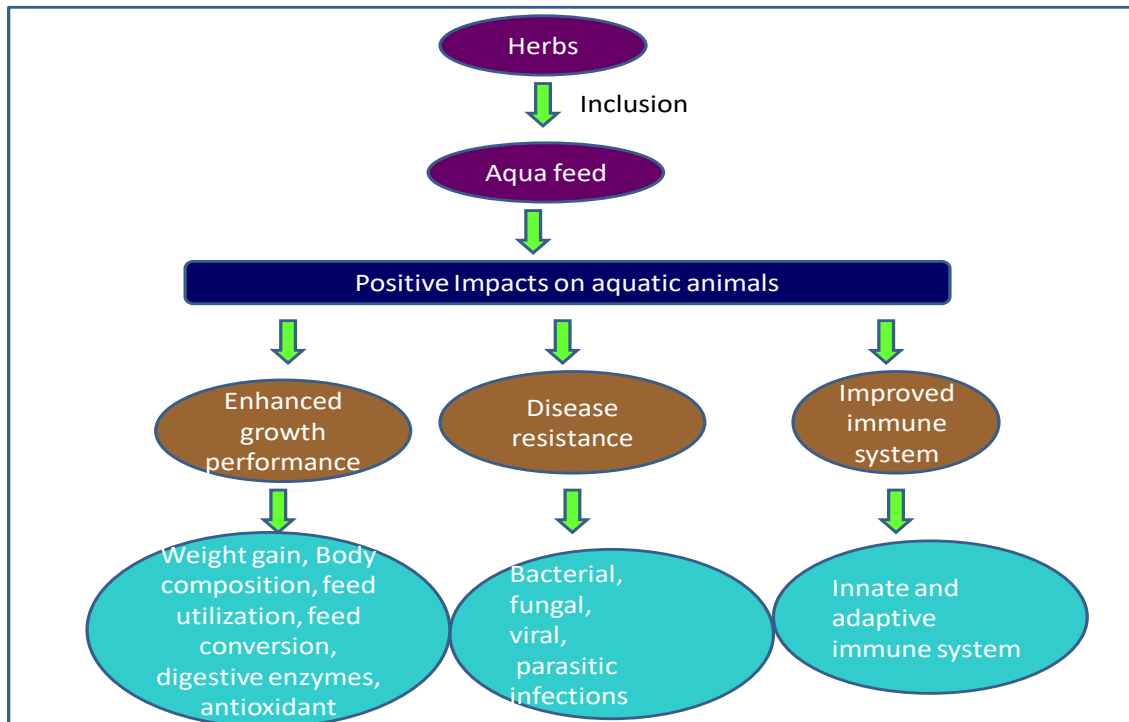 Herbs
Inclusion
Aqua feed
Positive Impacts on aquatic animals
Enhanced
growth
performance
Disease
resistance
Improved
immune
system
Weight gain, Body
composition, feed
utilization, feed
conversion,
digestive enzymes,
antioxidant
Bacterial,
fungal,
viral,
parasitic
infections
Innate and
adaptive
immune system